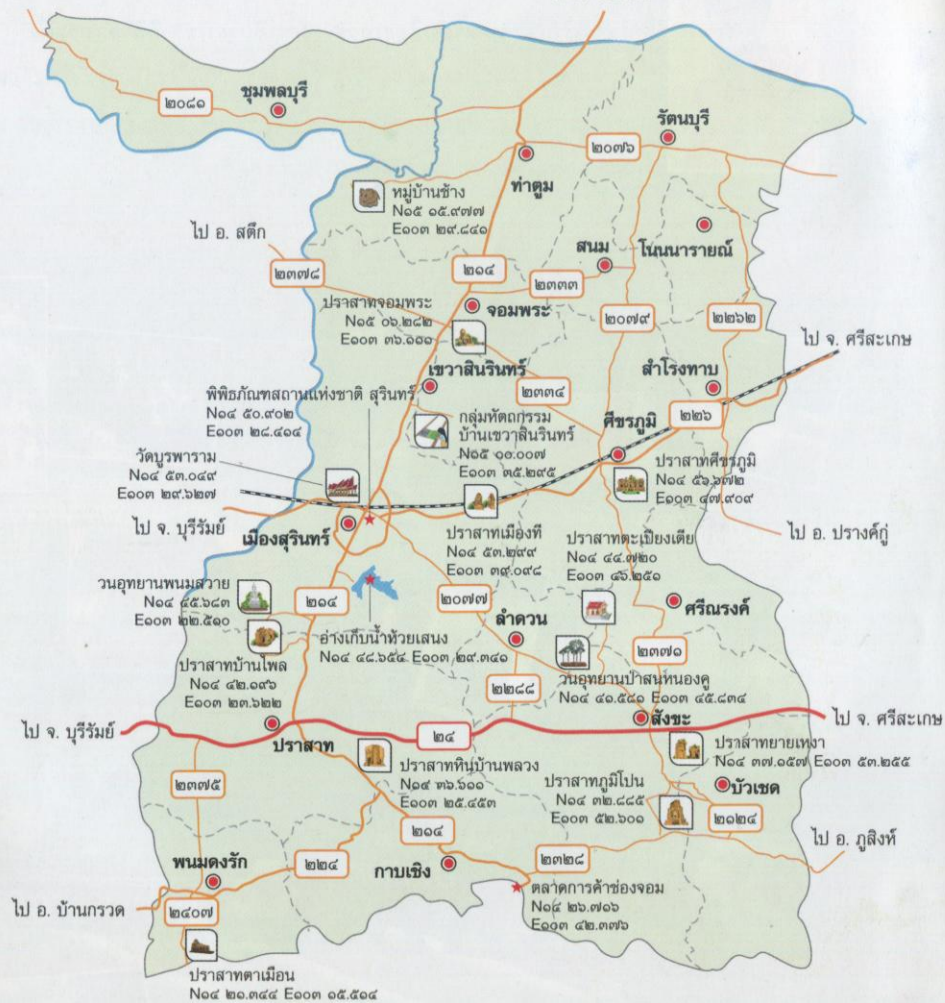 ชุมพลบุรี
๒๐๘๑
รัตนบุรี
๒๐๗๖
ท่าตูม
หมู่บ้านช้าง
N๑๕ ๑๕.๙๗๗
E๑๐๓ ๒๙.๘๔๑
ไป อ. สตึก
สนม
โนนนารายณ์
๒๓๗๘
๒๑๔
๒๓๓๓
ปราสาทจอมพระ
N๑๕ ๐๖.๒๘๒
E๑๐๓ ๓๖.๑๘๑
จอมพระ
๒๐๗๙
๒๒๖๒
ไป จ. ศรีสะเกษ
เขวาสินรินทร์
สำโรงทาบ
๒๓๓๔
พิพิธภัณฑสถานแห่งชาติ สุรินทร์
N๑๔ ๕๐.๙๐๒
E๑๐๓ ๒๘.๔๑๔
กลุ่มหัตถกรรม
บ้านเขวาสินรินทร์
N๑๕ ๐๐.๐๐๗
E๑๐๓ ๓๕.๒๙๕
ศีขรภูมิ
๒๒๖
วัดบูรพาราม
N๑๔ ๕๓.๐๔๙
E๑๐๓ ๒๙.๖๒๗
ปราสาทศีขรภูมิ
N๑๔ ๕๖.๖๗๒
E๑๐๓ ๔๗.๙๐๙
ไป จ. บุรีรัมย์
เมืองสุรินทร์
ปราสาทเมืองที
N๑๔ ๕๓.๒๙๙
E๑๐๓ ๓๙.๐๙๘
ปราสาทตะเปียงเตีย
N๑๔ ๔๔.๗๒๐
E๑๐๓ ๔๖.๒๕๑
ไป อ. ปรางค์กู่
วนอุทยานพนมสวาย
N๑๔ ๔๕.๖๘๓
E๑๐๓ ๒๒.๕๑๐
๒๑๔
๒๐๗๗
ลำดวน
ศรีณรงค์
อ่างเก็บน้ำห้วยเสนง
N๑๔ ๔๘.๖๕๔ E๑๐๓ ๒๙.๓๔๑
๒๓๗๑
ปราสาทบ้านไพล
N๑๔ ๔๒.๑๙๖
E๑๐๓ ๒๓.๖๒๒
๒๒๘๘
วนอุทยานป่าสนหนองคู
N๑๔ ๔๑.๕๘๑ E๑๐๓ ๔๕.๘๓๔
ไป จ. บุรีรัมย์
ปราสาท
๒๔
สังขะ
ไป จ. ศรีสะเกษ
ปราสาทหินบ้านพลวง
N๑๙ ๓๖.๖๐๐
E๑๐๓ ๒๕.๔๕๓
ปราสาทยายเหงา
N๑๔ ๓๗.๑๕๗ E๑๐๓ ๕๓.๒๕๕
๒๓๗๕
ปราสาทภูมิโปน
N๑๔ ๓๒.๘๘๕
E๑๐๓ ๕๒.๖๐๑
บัวเชด
๒๑๒๔
๒๑๔
ไป อ. ภูสิงห์
พนมดงรัก
๒๒๔
กาบเชิง
๒๓๒๘
ไป อ. บ้านกรวด
๒๔๐๗
ตลาดการค้าช่องจอม
N๑๔ ๒๖.๗๑๖
E๑๐๓ ๔๒.๓๗๖
ปราสาทตาเมือน
N๑๔ ๒๑.๓๔๔ E๑๐๓ ๑๕.๕๑๔